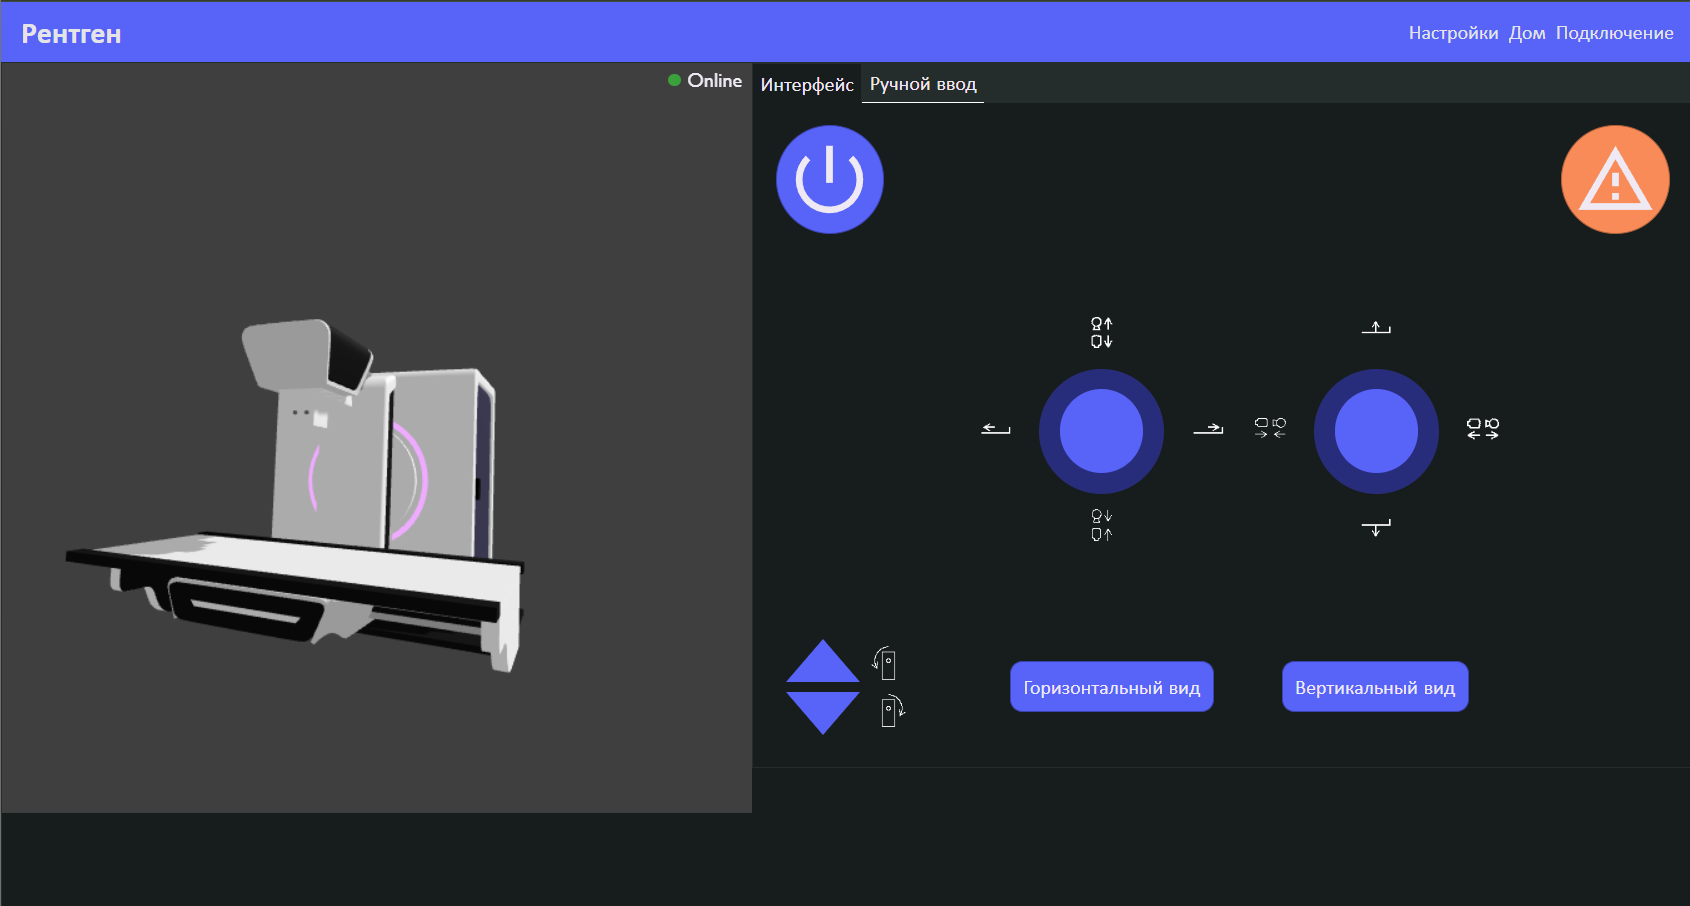 Рентген
Настройки Дом Подключение
Online
Интерфейс Ручной ввод
Горизонтальный вид
Вертикальный вид